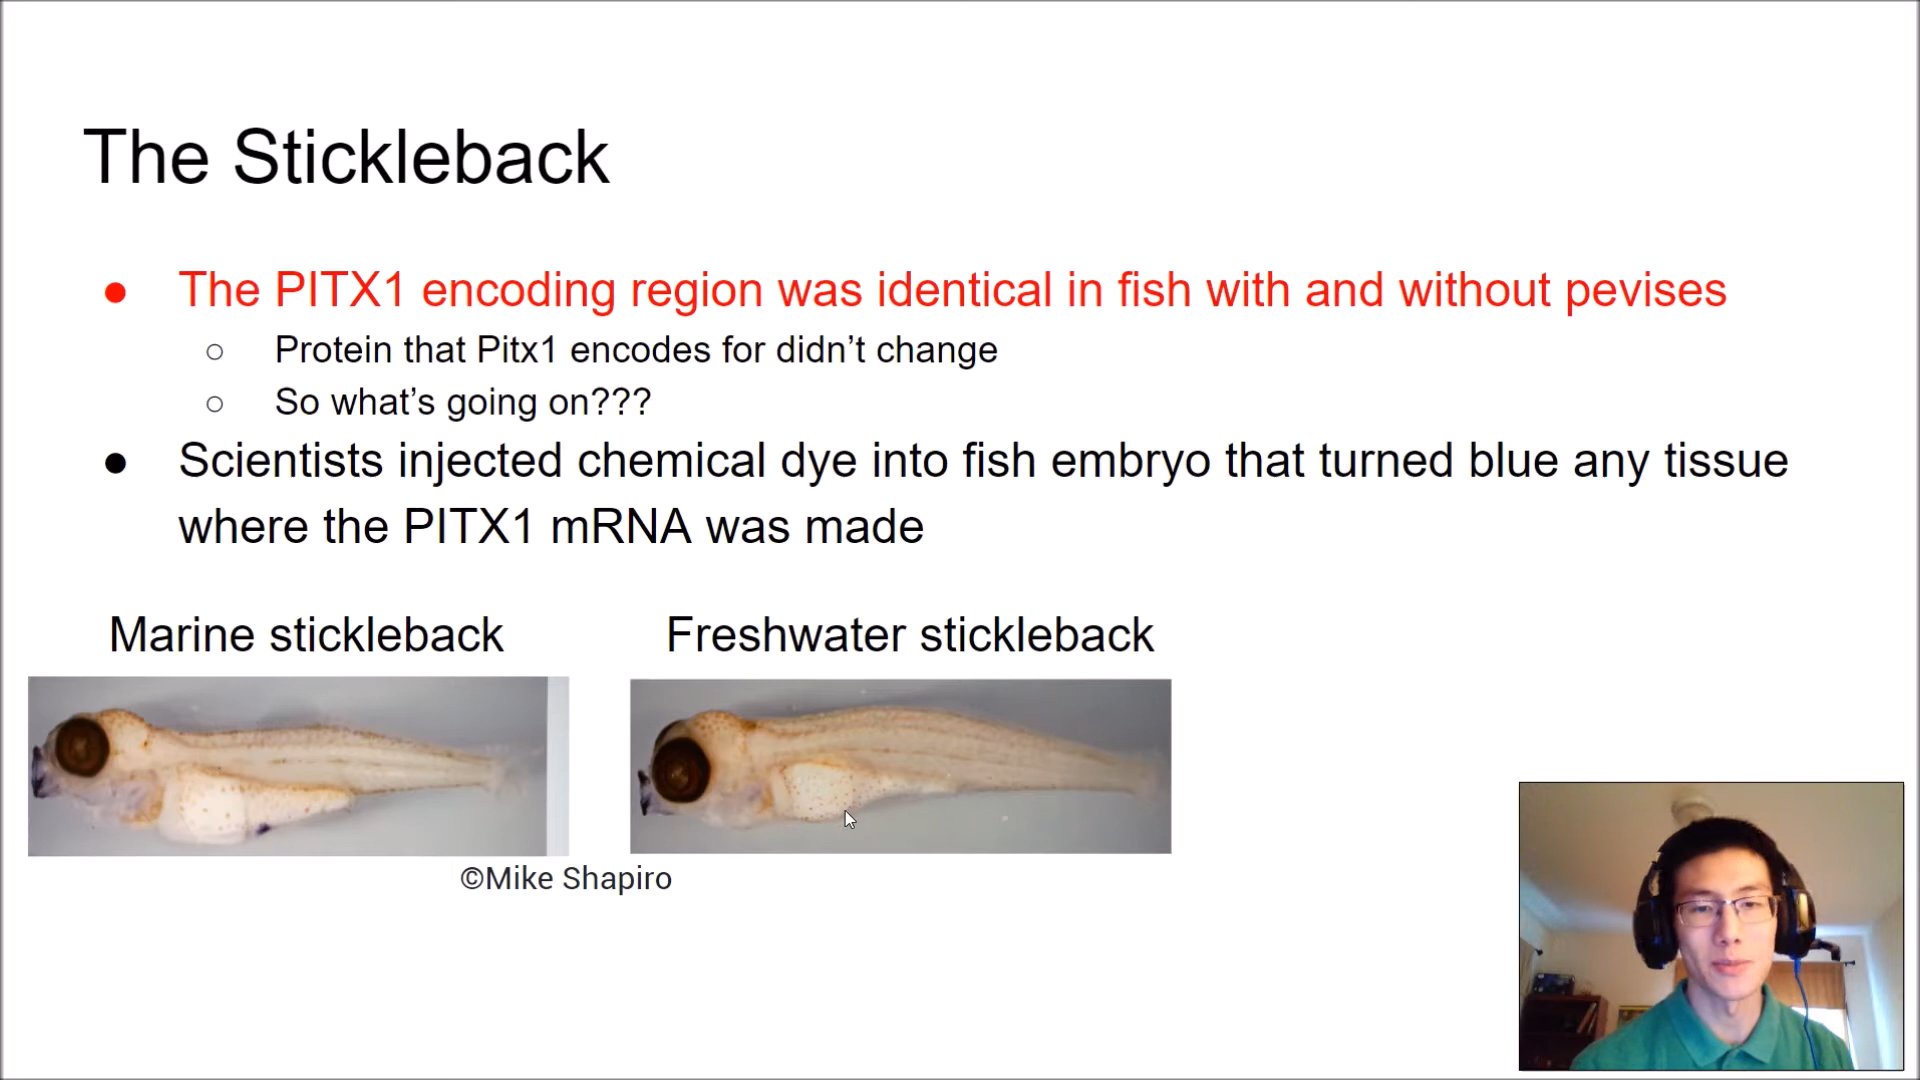 The Stickleback
● The PITX1 encoding region was identical in fish with and without pevises
○ Protein that Pitx1 encodes for didn’t change
○ So what’s going on???
● Scientists injected chemical dye into fish embryo that turned blue any tissue
where the PITX1 mRNA was made
Marine stickleback
Freshwater stickleback
©Mike Shapiro